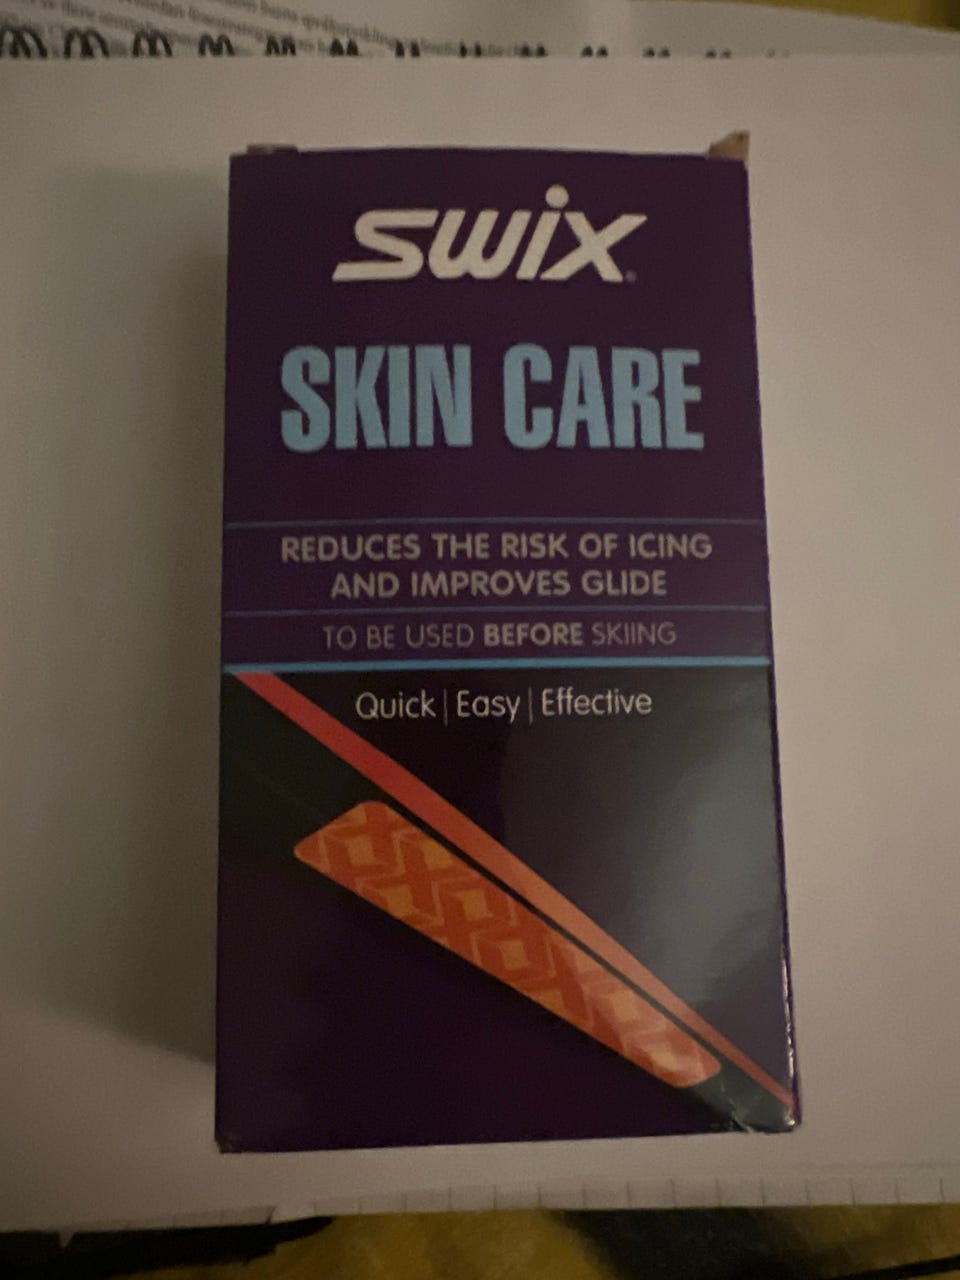 SWIX
SKIN CARE
REDUCES THE RISK OF ICING
AND IMPROVES GLIDE
TO BE USED BEFORE SKIING
Quick | Easy | Effective